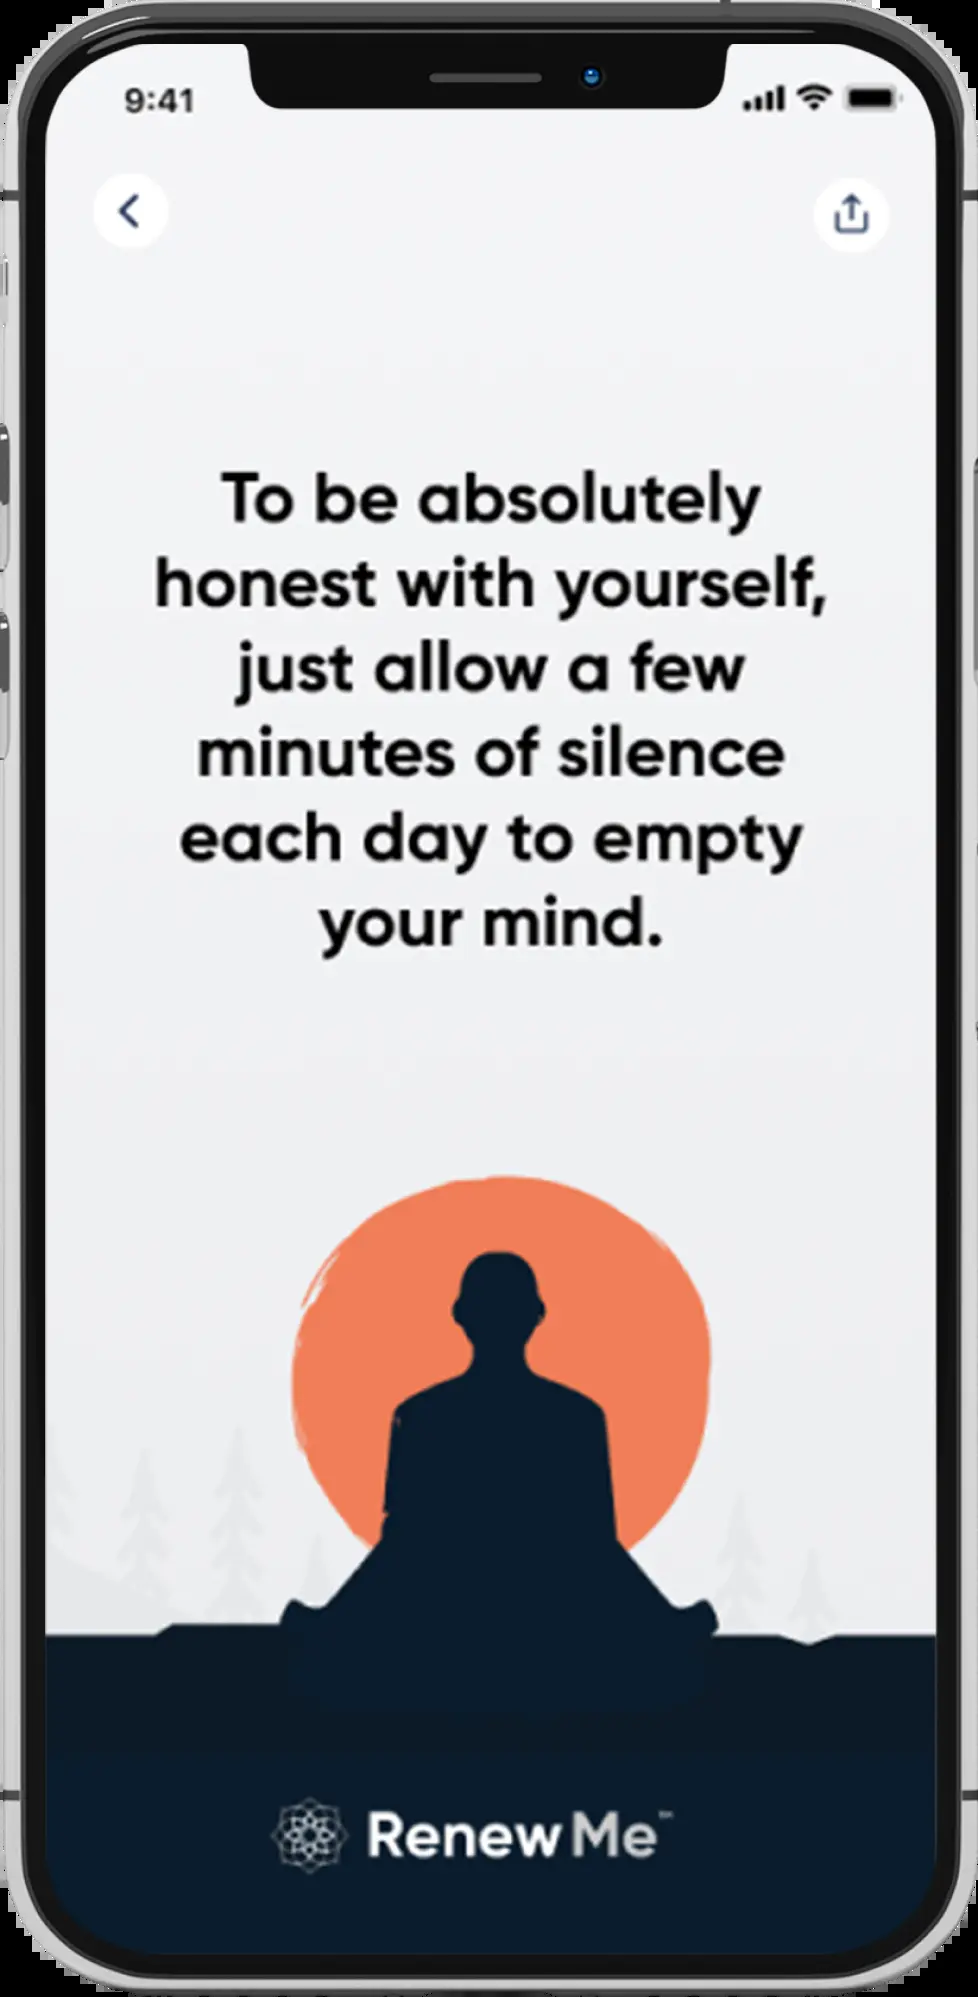 9:41
To be absolutely
honest with yourself,
just allow a few
minutes of silence
each day to empty
your mind.
Renew Me™